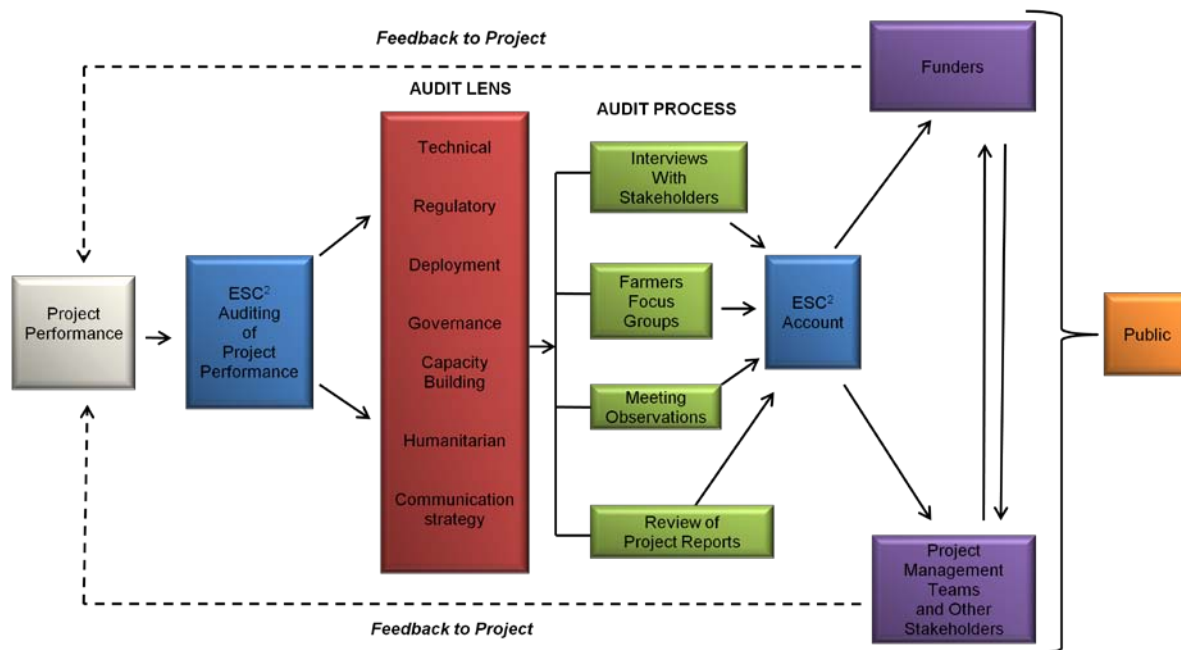 Feedback to Project
Funders
AUDIT LENS
AUDIT PROCESS
Technical
Regulatory
Deployment
Governance
Capacity
Building
Humanitarian
Communication
strategy
Interviews
With
Stakeholders
Farmers
Focus
Groups
Meeting
Observations
Review of
Project Reports
Project
Performance
ESC²
Auditing
of
Project
Performance
ESC²
Account
Public
Project
Management
Teams
and Other
Stakeholders
Feedback to Project